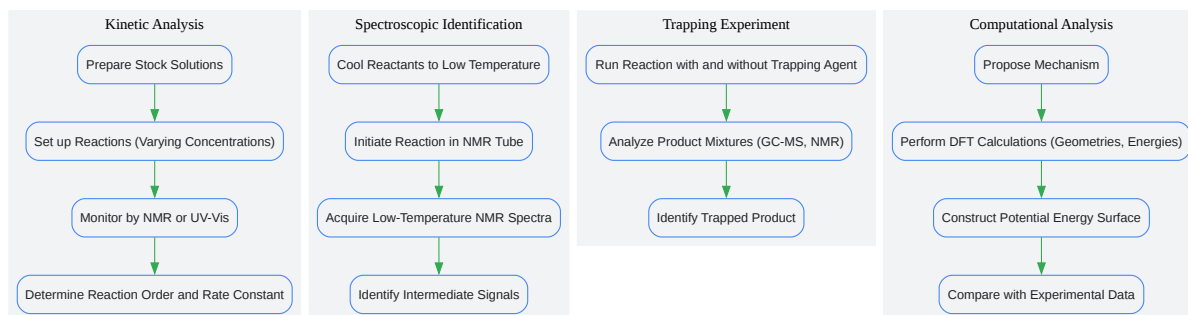 Kinetic Analysis
Prepare Stock Solutions
Set up Reactions (Varying Concentrations)
Monitor by NMR or UV-Vis
Determine Reaction Order and Rate Constant
Spectroscopic Identification
Cool Reactants to Low Temperature
Initiate Reaction in NMR Tube
Acquire Low-Temperature NMR Spectra
Identify Intermediate Signals
Trapping Experiment
Run Reaction with and without Trapping Agent
Analyze Product Mixtures (GC-MS, NMR)
Identify Trapped Product
Computational Analysis
Propose Mechanism
Perform DFT Calculations (Geometries, Energies)
Construct Potential Energy Surface
Compare with Experimental Data